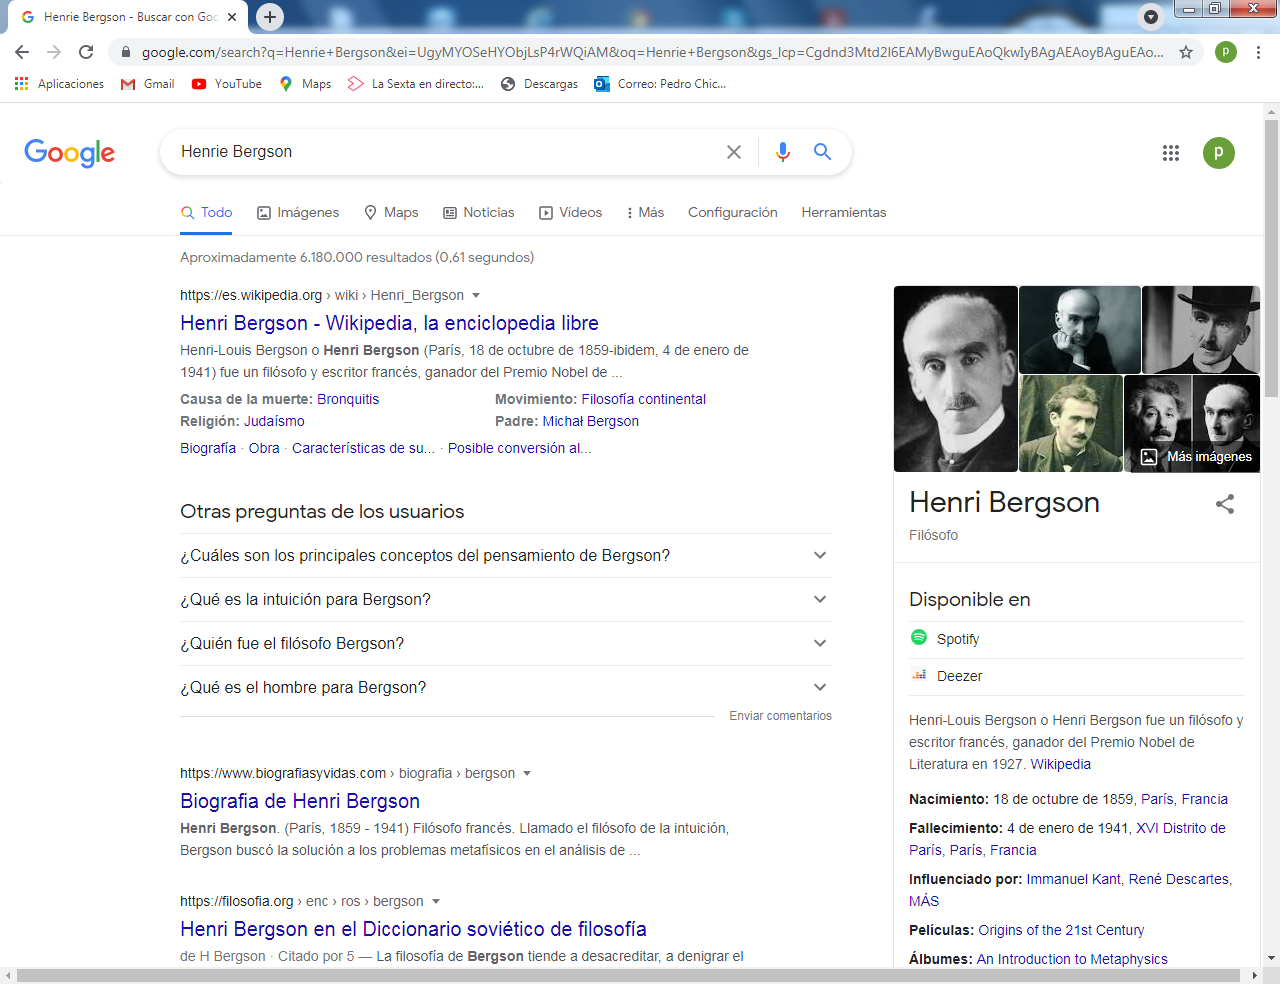 Henrie Bergson - Buscar con Goo
google.com/search?q=Henrie+Bergson&ei=UgyMYOSeHYObjLsP4rWQiAM&oq=Henrie+Bergson&gs_lcp=Cgdnd3Mtd2l6EAMyBwguEAoQkwIyBAgAEAoyBAguEAo...
p
Aplicaciones Gmail YouTube Maps La Sexta en directo:... Descargas Correo: Pedro Chic...
Google
Henrie Bergson
p
Todo Imágenes Maps Noticias Vídeos Más Configuración Herramientas
Aproximadamente 6.180.000 resultados (0,61 segundos)
https://es.wikipedia.org › wiki › Henri_Bergson
Henri Bergson - Wikipedia, la enciclopedia libre
Henri-Louis Bergson o Henri Bergson (París, 18 de octubre de 1859-ibidem, 4 de enero de
1941) fue un filósofo y escritor francés, ganador del Premio Nobel de ...
Causa de la muerte: Bronquitis Movimiento: Filosofía continental
Religión: Judaísmo Padre: Michał Bergson
Biografía · Obra · Características de su... · Posible conversión al...
Otras preguntas de los usuarios
¿Cuáles son los principales conceptos del pensamiento de Bergson?
¿Qué es la intuición para Bergson?
¿Quién fue el filósofo Bergson?
¿Qué es el hombre para Bergson?
Enviar comentarios
https://www.biografiasyvidas.com › biografia › bergson
Biografia de Henri Bergson
Henri Bergson. (París, 1859 - 1941) Filósofo francés. Llamado el filósofo de la intuición,
Bergson buscó la solución a los problemas metafísicos en el análisis de ...
https://filosofia.org › enc › ros › bergson
Henri Bergson en el Diccionario soviético de filosofía
de H Bergson · Citado por 5 — La filosofía de Bergson tiende a desacreditar, a denigrar el
Más imágenes
Henri Bergson
Filósofo
Disponible en
Spotify
Deezer
Henri-Louis Bergson o Henri Bergson fue un filósofo y
escritor francés, ganador del Premio Nobel de
Literatura en 1927. Wikipedia
Nacimiento: 18 de octubre de 1859, París, Francia
Fallecimiento: 4 de enero de 1941, XVI Distrito de
París, París, Francia
Influenciado por: Immanuel Kant, René Descartes,
MÁS
Películas: Origins of the 21st Century
Álbumes: An Introduction to Metaphysics